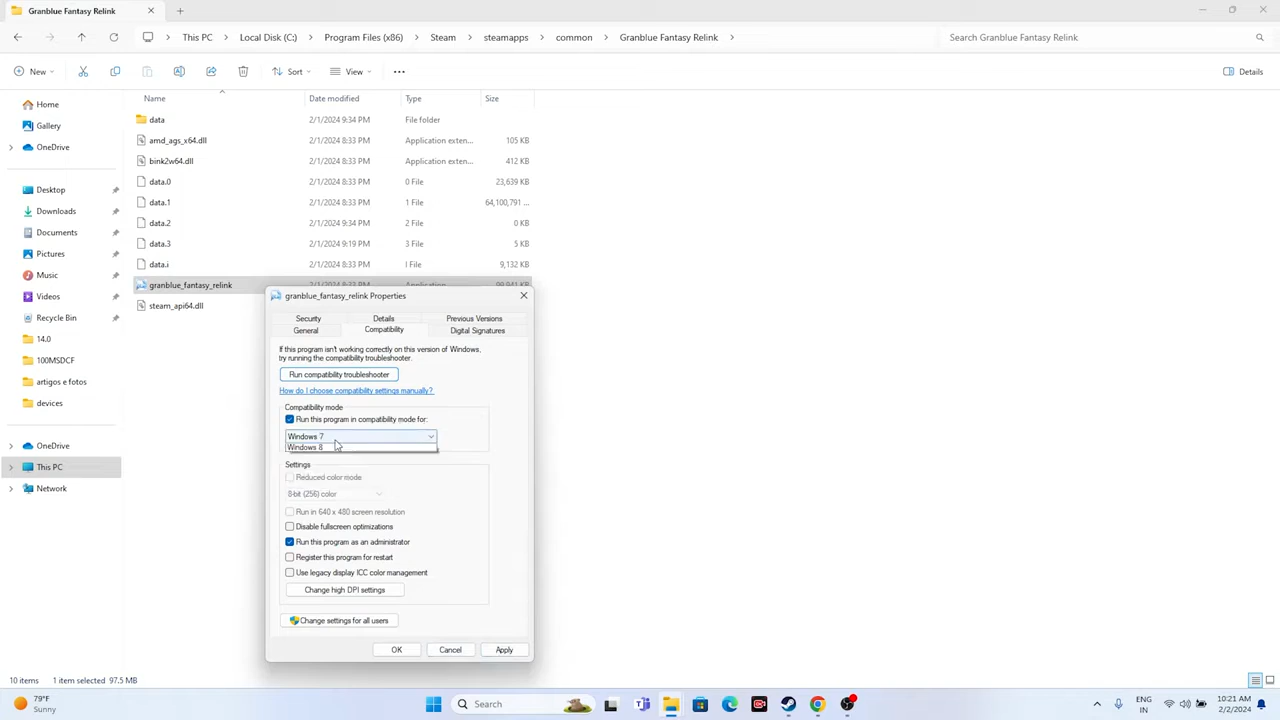 Granblue Fantasy Relink
This PC Local Disk (C:) Program Files (x86) Steam steamapps common Granblue Fantasy Relink Search Granblue Fantasy Relink
New Sort View ... Details
Name Date modified Type Size
Home
Gallery
OneDrive
Desktop
Downloads
Documents
Pictures
Music
Videos
Recycle Bin
14.0
100MSDCF
artigos e fotos
devices
OneDrive
This PC
Network
data 2/1/2024 9:34 PM File folder
amd_ags_x64.dll 2/1/2024 8:33 PM Application exten... 105 KB
bink2w64.dll 2/1/2024 8:33 PM Application exten... 412 KB
data.0 2/1/2024 9:34 PM 0 File 23,639 KB
data.1 2/1/2024 8:33 PM 1 File 64,100,791 ...
data.2 2/1/2024 9:34 PM 2 File 0 KB
data.3 2/1/2024 9:19 PM 3 File 5 KB
data.i 2/1/2024 8:33 PM I File 9,132 KB
granblue_fantasy_relink
steam_api64.dll
granblue_fantasy_relink Properties
Security Details Previous Versions
General Compatibility Digital Signatures
If this program isn't working correctly on this version of Windows,
try running the compatibility troubleshooter.
Run compatibility troubleshooter
How do I choose compatibility settings manually?
Compatibility mode
Run this program in compatibility mode for:
Windows 7
Windows 8
Settings
Reduced color mode
8-bit (256) color
Run in 640 x 480 screen resolution
Disable fullscreen optimizations
Run this program as an administrator
Register this program for restart
Use legacy display ICC color management
Change high DPI settings
Change settings for all users
OK Cancel Apply
10 items 1 item selected 97.5 MB
79°F
Sunny
Search
ENG
IN
10:21 AM
2/2/2024